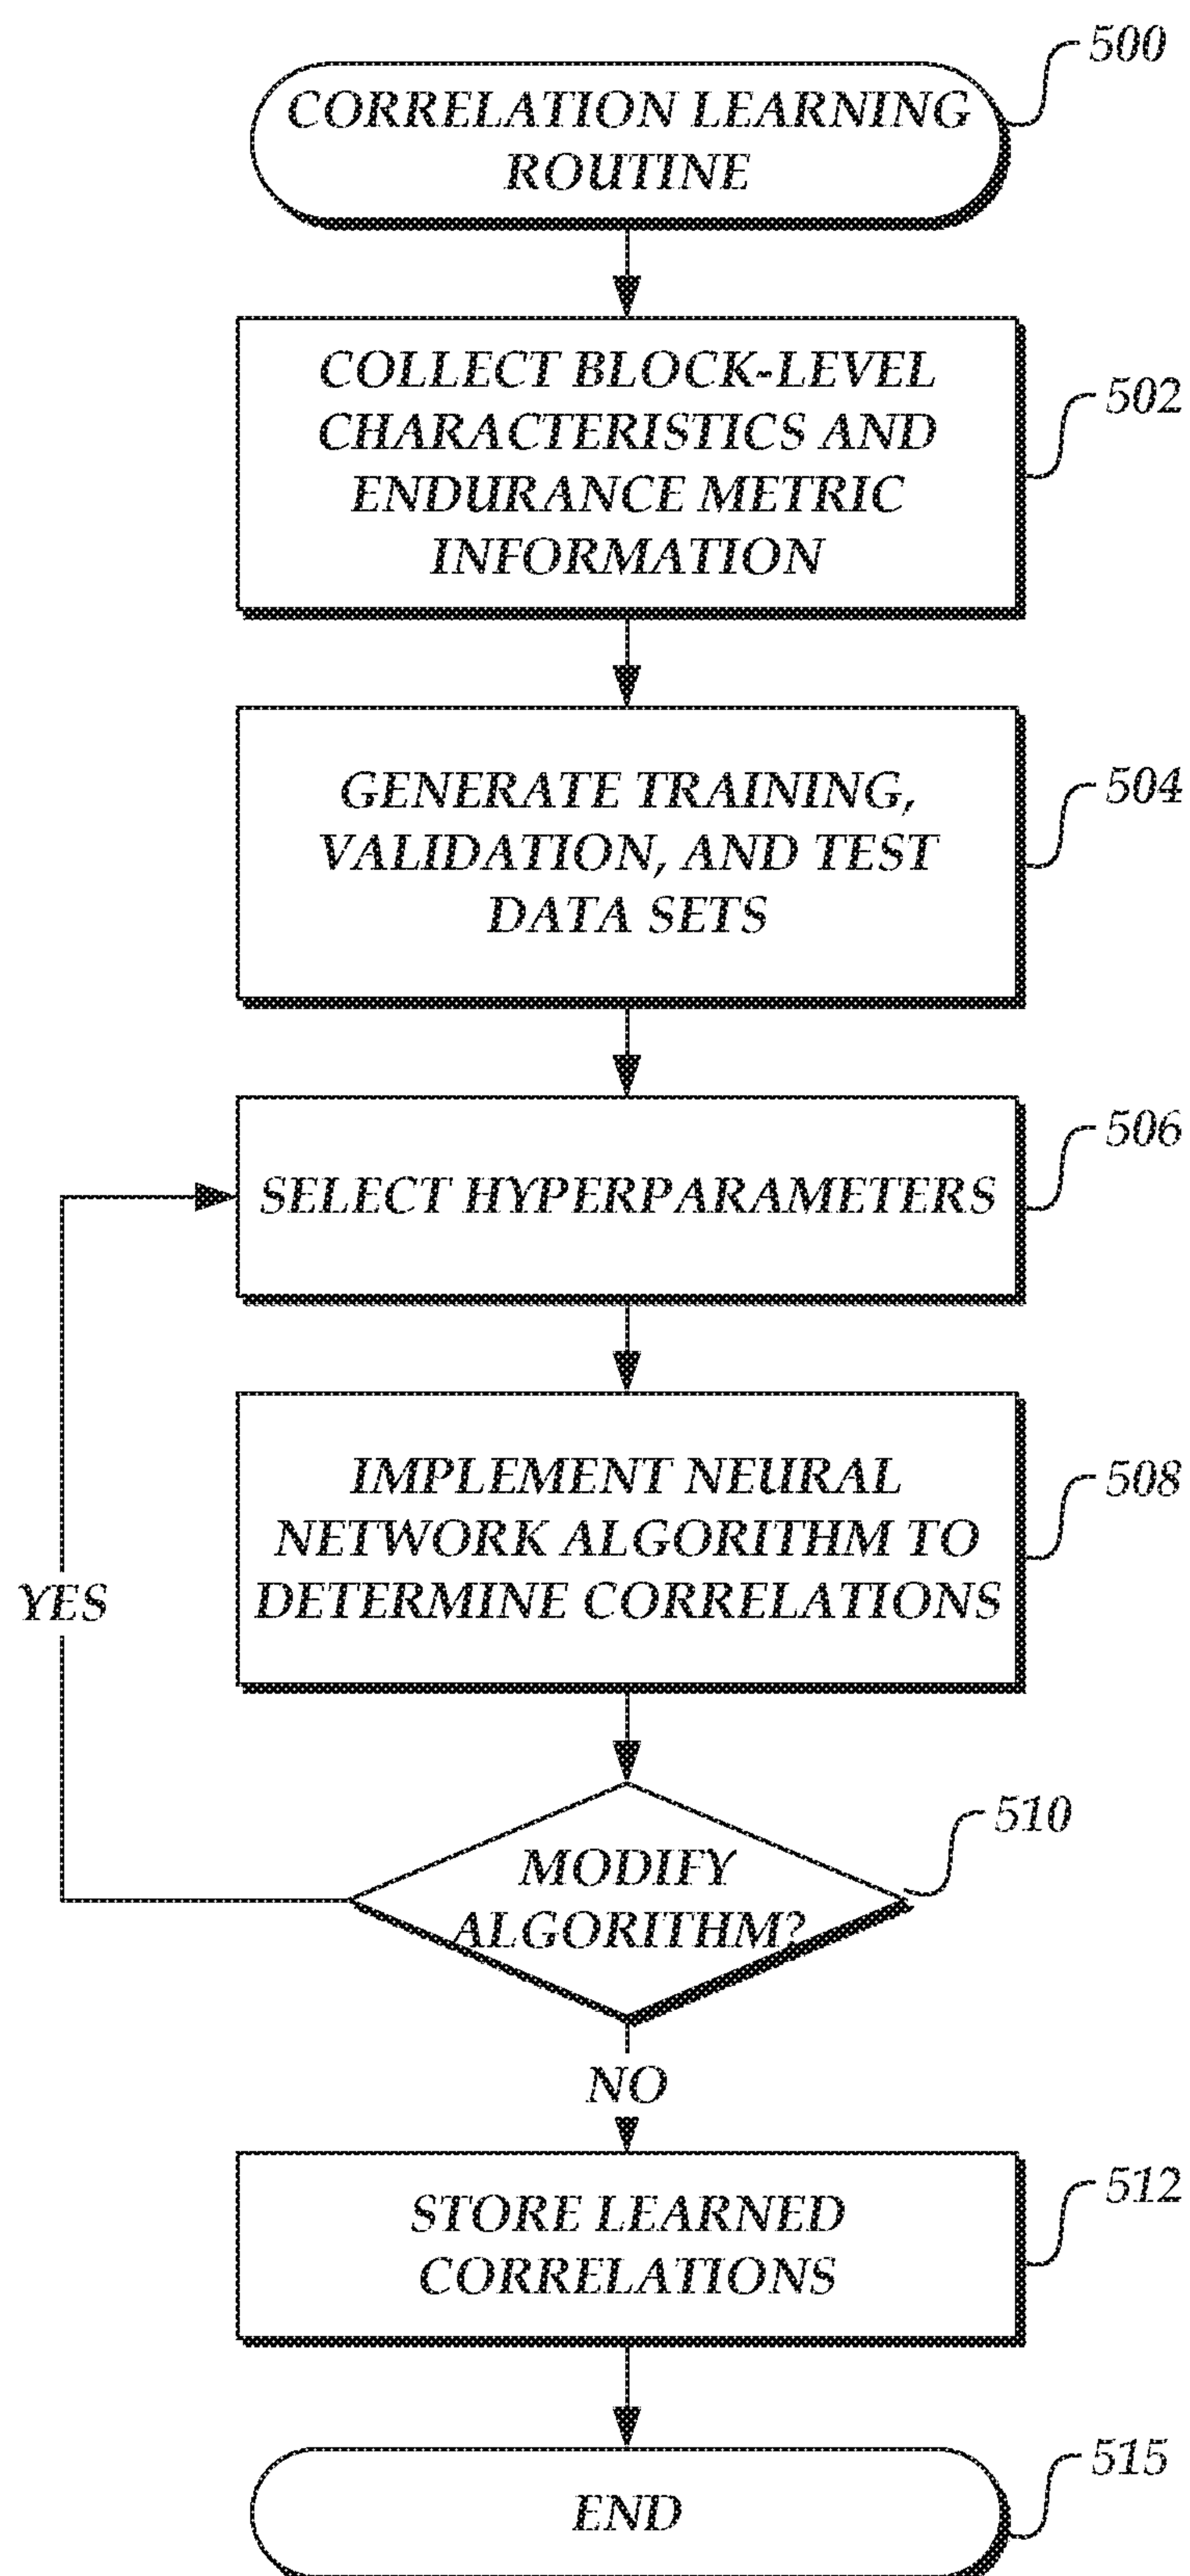 500
CORRELATION LEARNING
ROUTINE
COLLECT BLOCK-LEVEL
CHARACTERISTICS AND
ENDURANCE METRIC
INFORMATION
502
GENERATE TRAINING,
VALIDATION, AND TEST
DATA SETS
504
SELECT HYPERPARAMETERS
506
IMPLEMENT NEURAL
NETWORK ALGORITHM TO
DETERMINE CORRELATIONS
508
YES
MODIFY
ALGORITHM?
510
NO
STORE LEARNED
CORRELATIONS
512
END
515